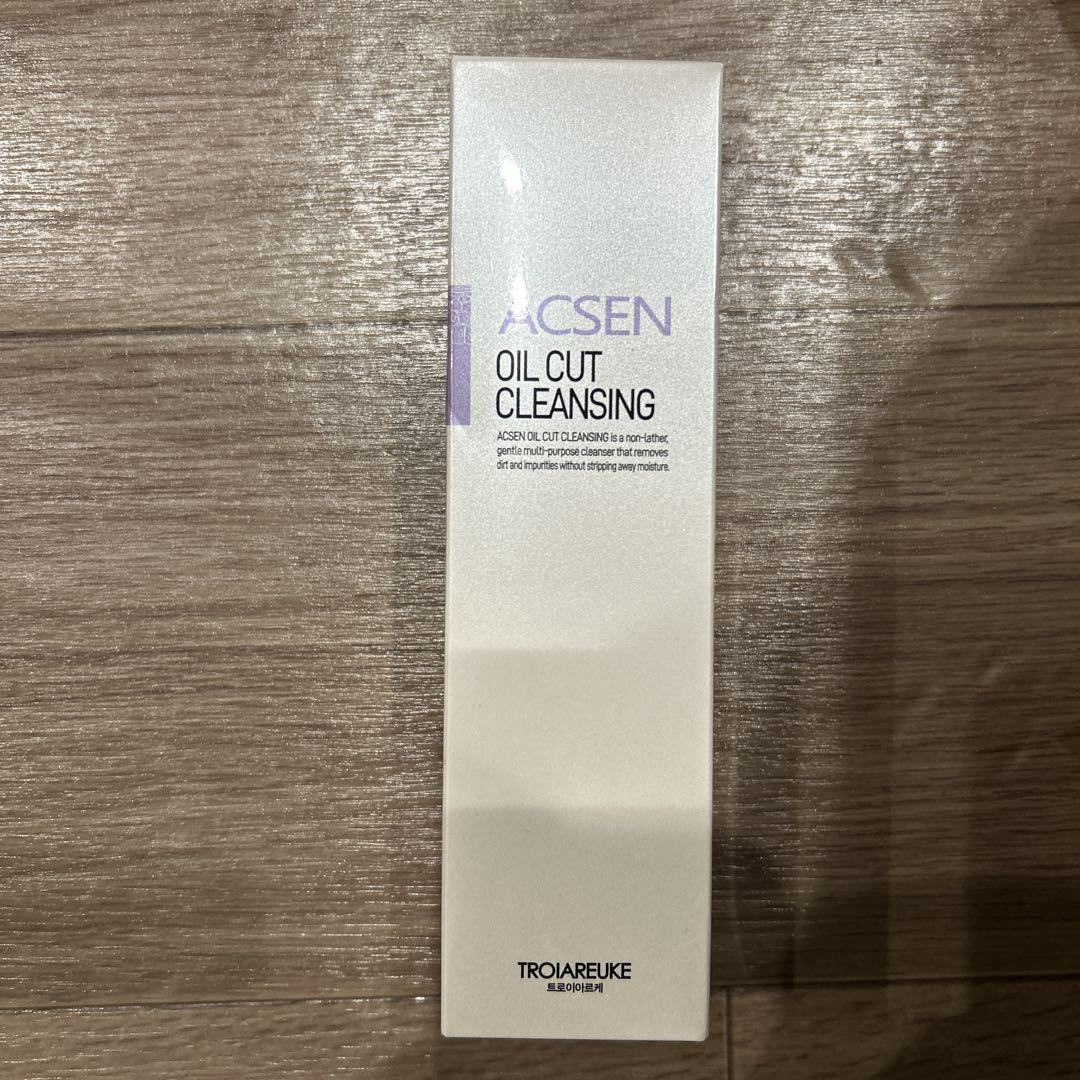 ACSEN
OIL CUT
CLEANSING
ACSEN OIL CUT CLEANSING is a non-lather,
gentle multi-purpose cleanser that removes
dirt and impurities without stripping away moisture.
TROIAREUKE
트로이아르케